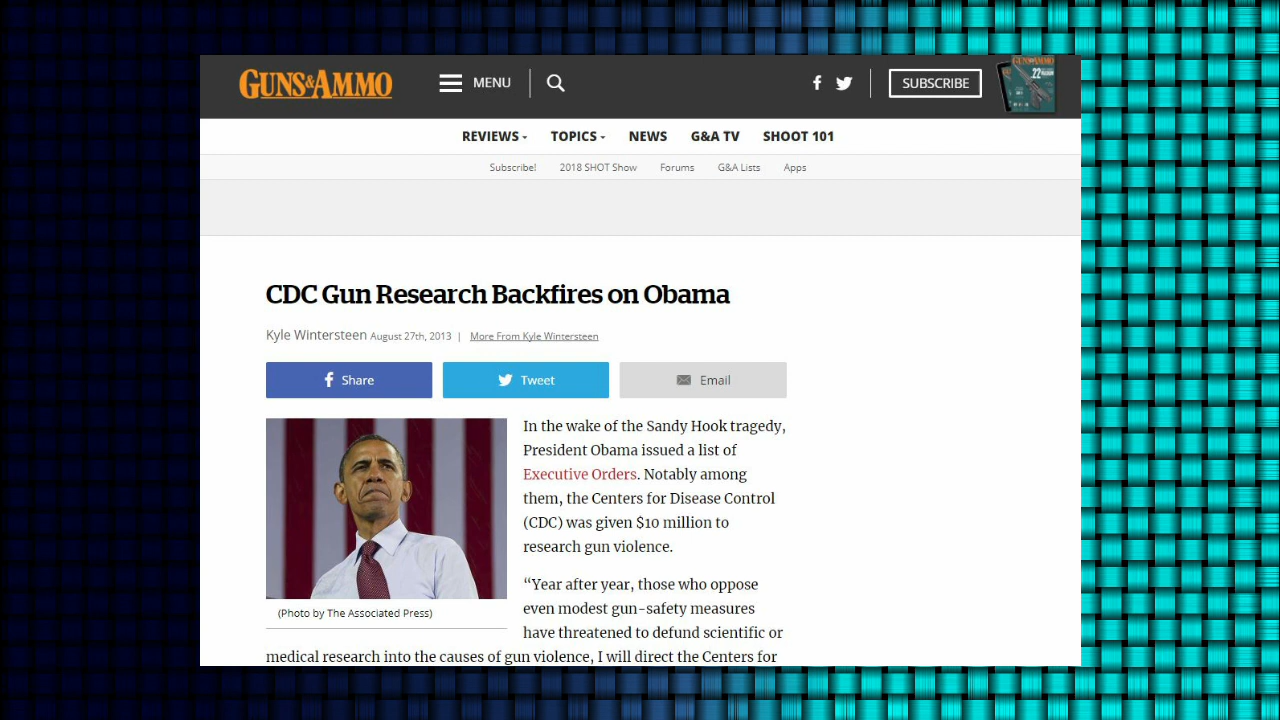 GUNS&AMMO
MENU
SUBSCRIBE
GUNS&AMMO
.22
REVIEWS TOPICS NEWS G&A TV SHOOT 101
Subscribe! 2018 SHOT Show Forums G&A Lists Apps
CDC Gun Research Backfires on Obama
Kyle Wintersteen August 27th, 2013 | More From Kyle Wintersteen
Share Tweet Email
In the wake of the Sandy Hook tragedy,
President Obama issued a list of
Executive Orders. Notably among
them, the Centers for Disease Control
(CDC) was given $10 million to
research gun violence.
(Photo by The Associated Press)
“Year after year, those who oppose
even modest gun-safety measures
have threatened to defund scientific or
medical research into the causes of gun violence, I will direct the Centers for